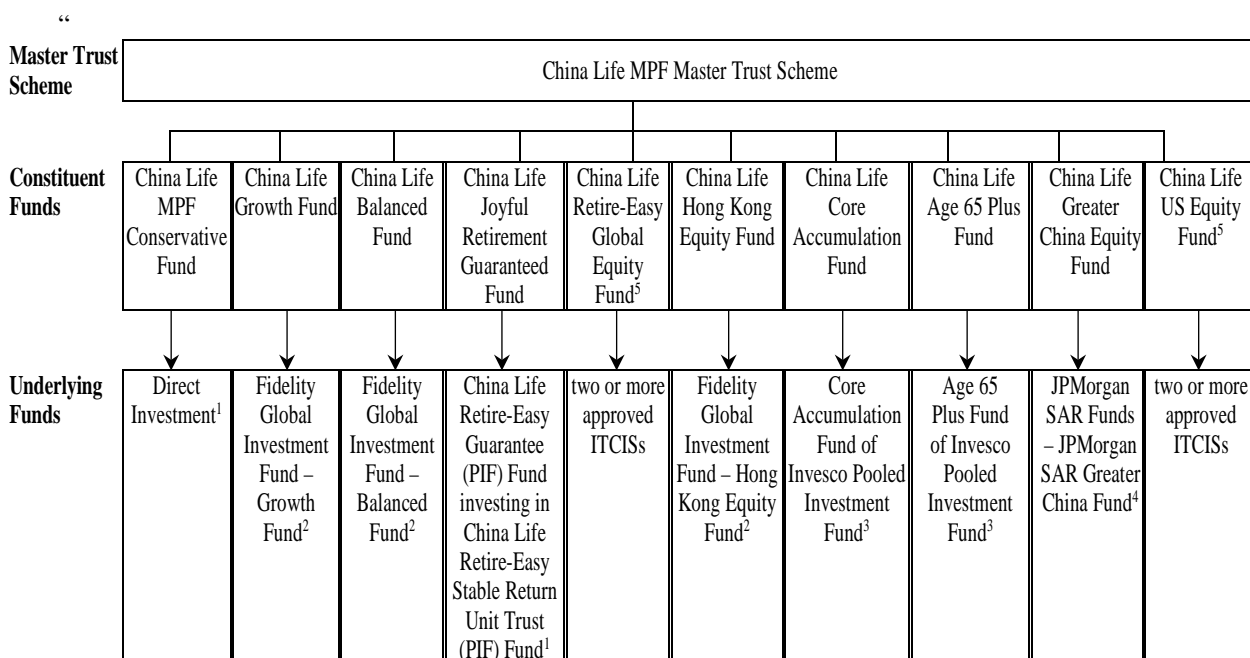 “
Master Trust
Scheme
China Life MPF Master Trust Scheme
Constituent
Funds
China Life
MPF
Conservative
Fund
China Life
Growth Fund
China Life
Balanced
Fund
China Life
Joyful
Retirement
Guaranteed
Fund
China Life
Retire-Easy
Global
Equity
Fund5
China Life
Hong Kong
Equity Fund
China Life
Core
Accumulation
Fund
China Life
Age 65 Plus
Fund
China Life
Greater
China Equity
Fund
China Life
US Equity
Fund5
Underlying
Funds
Direct
Investment1
Fidelity
Global
Investment
Fund –
Growth
Fund2
Fidelity
Global
Investment
Fund –
Balanced
Fund2
China Life
Retire-Easy
Guarantee
(PIF) Fund
investing in
China Life
Retire-Easy
Stable Return
Unit Trust
(PIF) Fund1
two or more
approved
ITCISs
Fidelity
Global
Investment
Fund – Hong
Kong Equity
Fund2
Core
Accumulation
Fund of
Invesco Pooled
Investment
Fund3
Age 65
Plus Fund
of Invesco
Pooled
Investment
Fund3
JPMorgan
SAR Funds
– JPMorgan
SAR Greater
China Fund4
two or more
approved
ITCISs